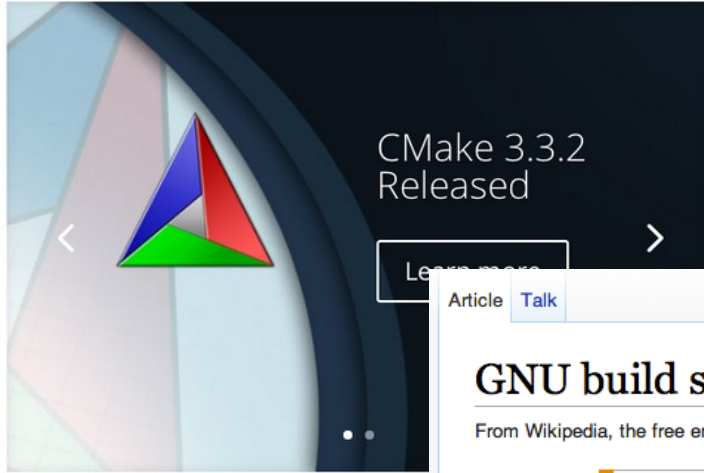 CMake 3.3.2
Released
Learn more
Article Talk
GNU build s
From Wikipedia, the free e